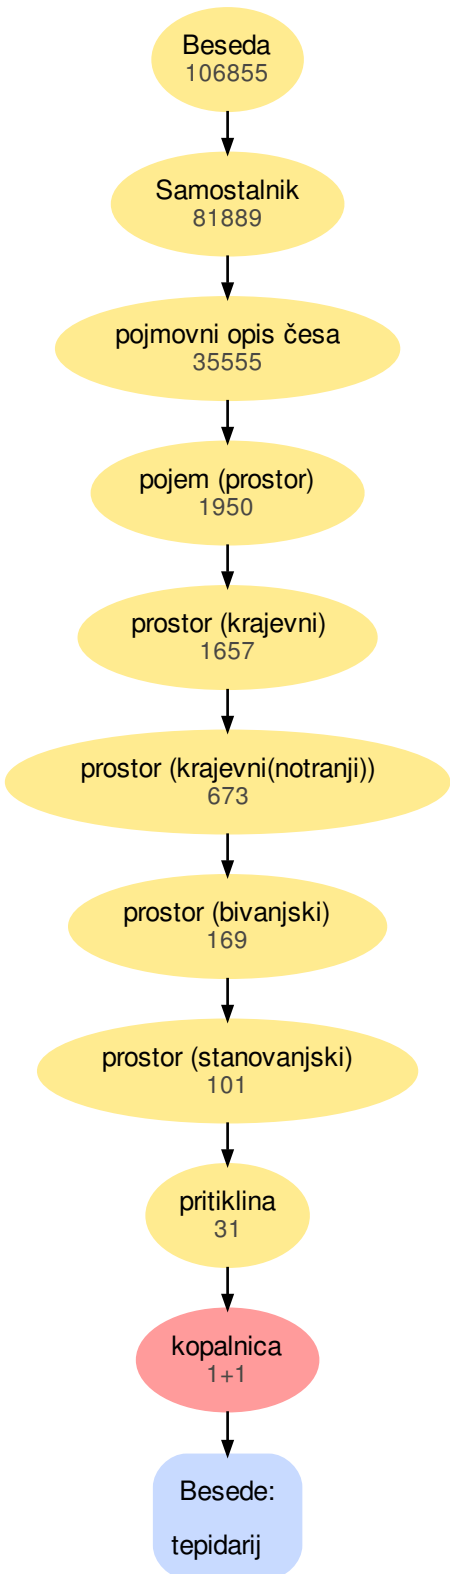 Beseda
106855
Samostalnik
81889
pojmovni opis česa
35555
pojem (prostor)
1950
prostor (krajevni)
1657
prostor (krajevni(notranji))
673
prostor (bivanjski)
169
prostor (stanovanjski)
101
pritiklina
31
kopalnica
1+1
Besede:
tepidarij